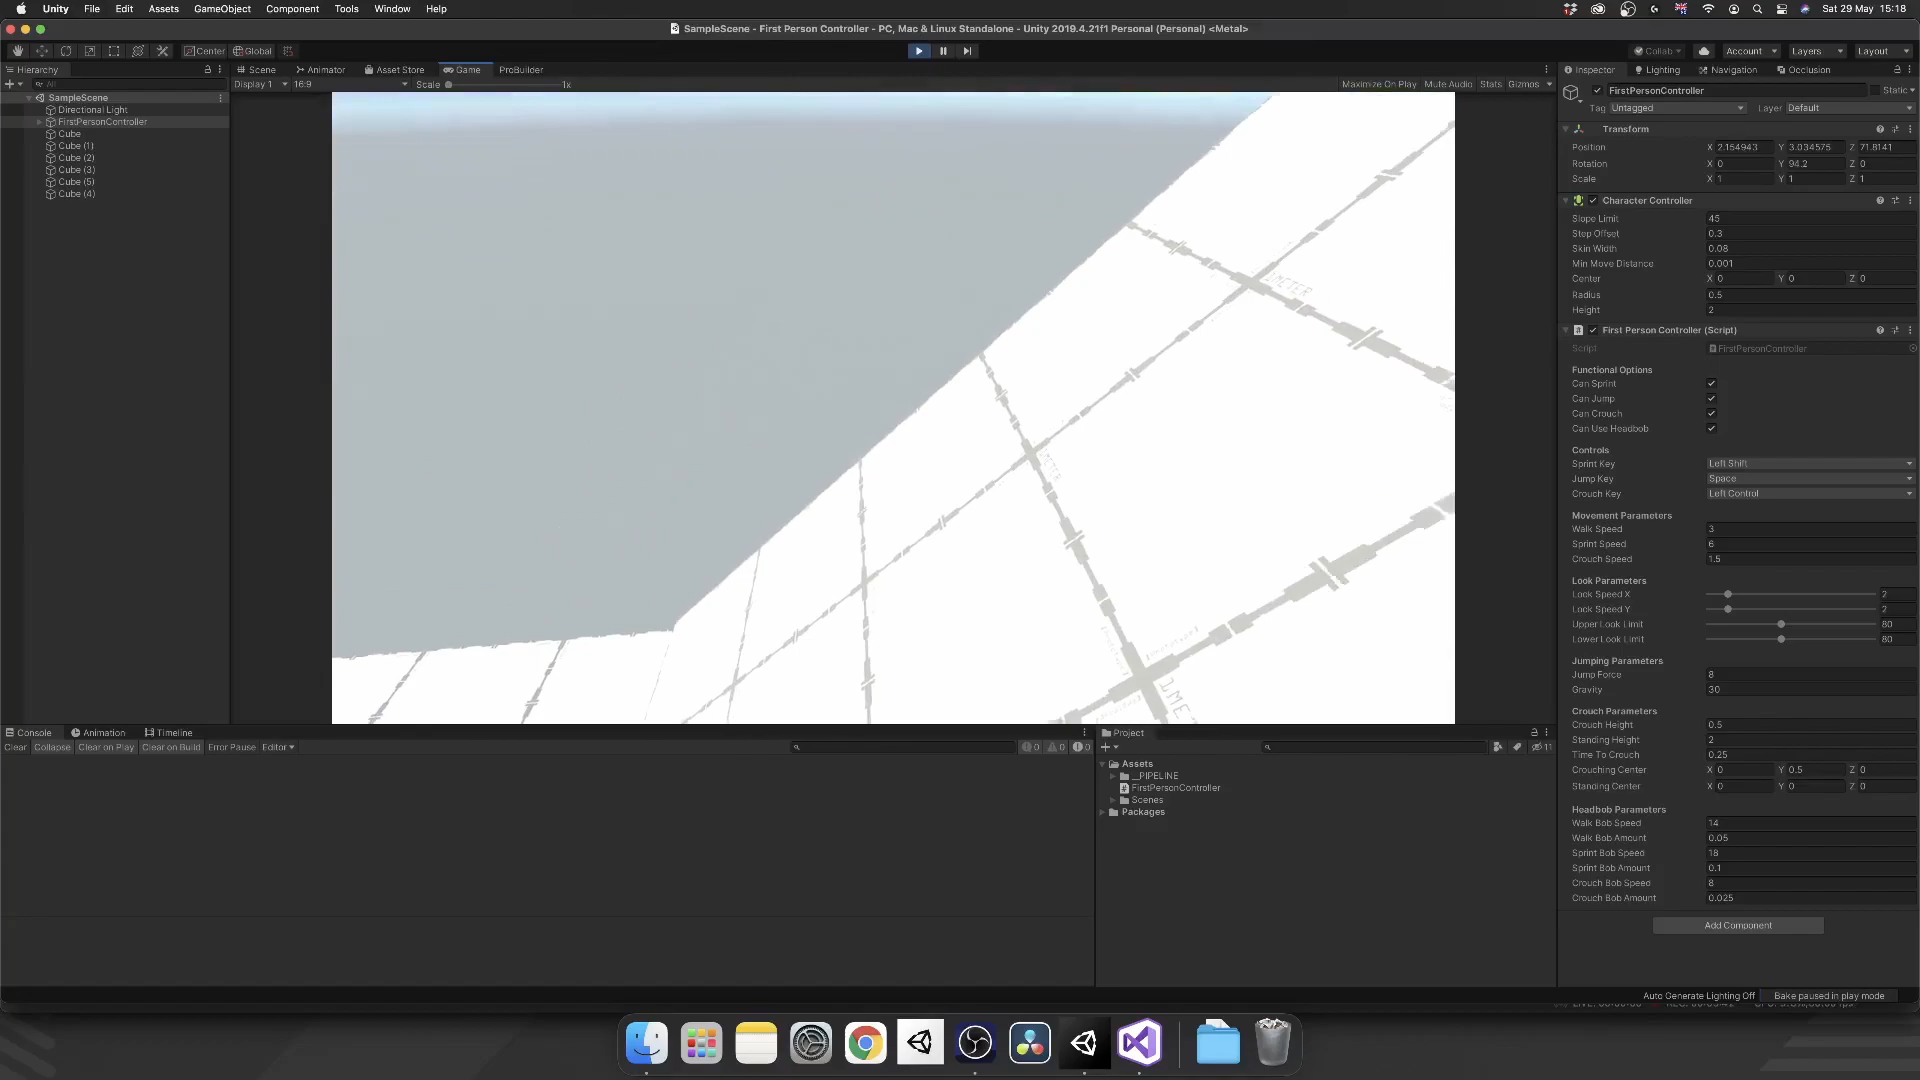 Unity File Edit Assets GameObject Component Tools Window Help Sat 29 May 15:18
SampleScene - First Person Controller - PC, Mac & Linux Standalone - Unity 2019.4.21f1 Personal (Personal) <Metal>
Center Global Collab Account Layers Layout
Hierarchy Scene Animator Asset Store Game ProBuilder Inspector Lighting Navigation Occlusion
All Display 1 16:9 Scale 1x Maximize On Play Mute Audio Stats Gizmos
SampleScene
Directional Light
FirstPersonController
Cube
Cube (1)
Cube (2)
Cube (3)
Cube (5)
Cube (4)
FirstPersonController Static
Tag Untagged Layer Default
Transform
Position X 2.154943 Y 3.034575 Z 71.8141
Rotation X 0 Y 94.2 Z 0
Scale X 1 Y 1 Z 1
Character Controller
Slope Limit 45
Step Offset 0.3
Skin Width 0.08
Min Move Distance 0.001
Center X 0 Y 0 Z 0
Radius 0.5
Height 2
First Person Controller (Script)
Script FirstPersonController
Functional Options
Can Sprint
Can Jump
Can Crouch
Can Use Headbob
Controls
Sprint Key Left Shift
Jump Key Space
Crouch Key Left Control
Movement Parameters
Walk Speed 3
Sprint Speed 6
Crouch Speed 1.5
Look Parameters
Look Speed X 2
Look Speed Y 2
Upper Look Limit 80
Lower Look Limit 80
Jumping Parameters
Jump Force 8
Gravity 30
Crouch Parameters
Crouch Height 0.5
Standing Height 2
Time To Crouch 0.25
Crouching Center X 0 Y 0.5 Z 0
Standing Center X 0 Y 0 Z 0
Headbob Parameters
Walk Bob Speed 14
Walk Bob Amount 0.05
Sprint Bob Speed 18
Sprint Bob Amount 0.1
Crouch Bob Speed 8
Crouch Bob Amount 0.025
Add Component
Console Animation Timeline
Clear Collapse Clear on Play Clear on Build Error Pause Editor 0 0 0
Project
11
Assets
__PIPELINE
FirstPersonController
Scenes
Packages
Auto Generate Lighting Off Bake paused in play mode